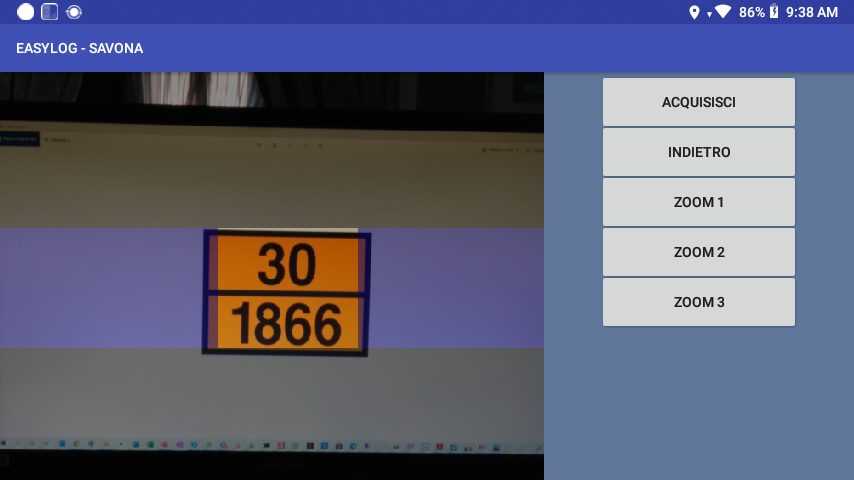 86% 9:38 AM
EASYLOG - SAVONA
30
1866
ACQUISISCI
INDIETRO
ZOOM 1
ZOOM 2
ZOOM 3